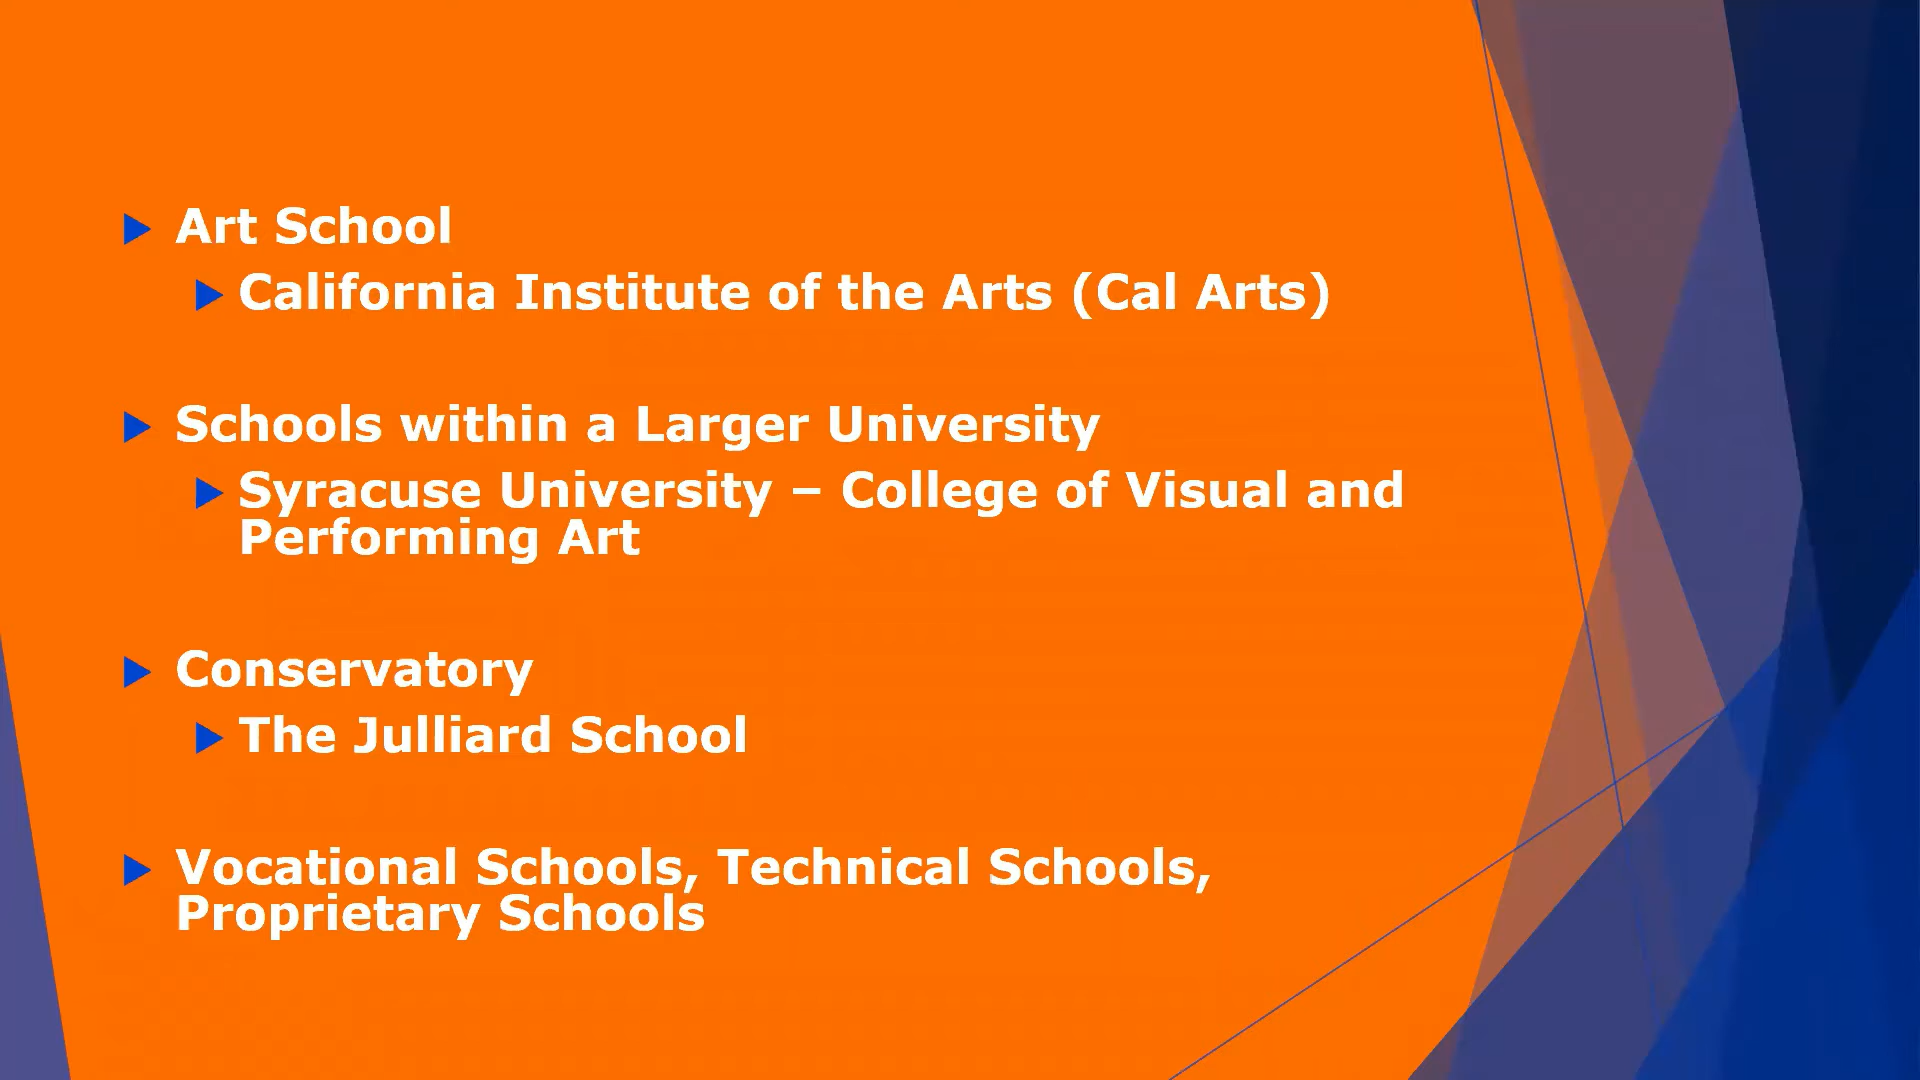 Art School
California Institute of the Arts (Cal Arts)
Schools within a Larger University
Syracuse University – College of Visual and
Performing Art
Conservatory
The Julliard School
Vocational Schools, Technical Schools,
Proprietary Schools